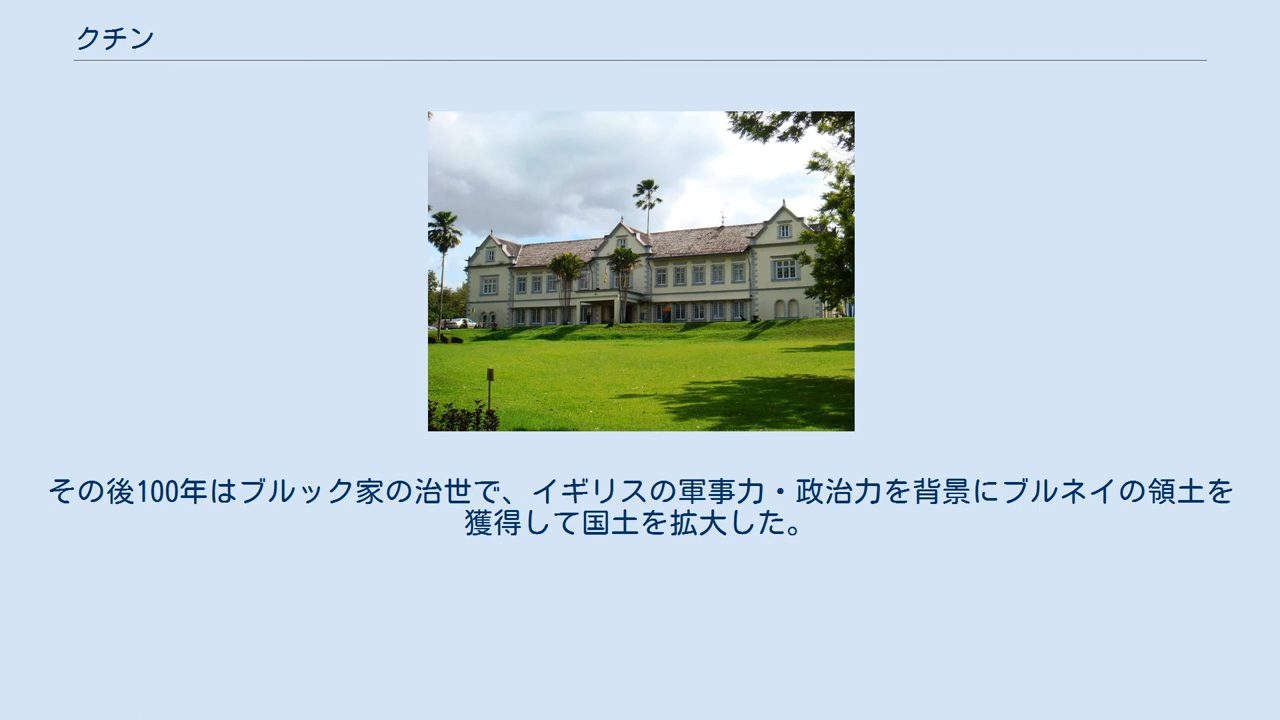 クチン
その後100年はブルック家の治世で、イギリスの軍事力・政治力を背景にブルネイの領土を
獲得して国土を拡大した。